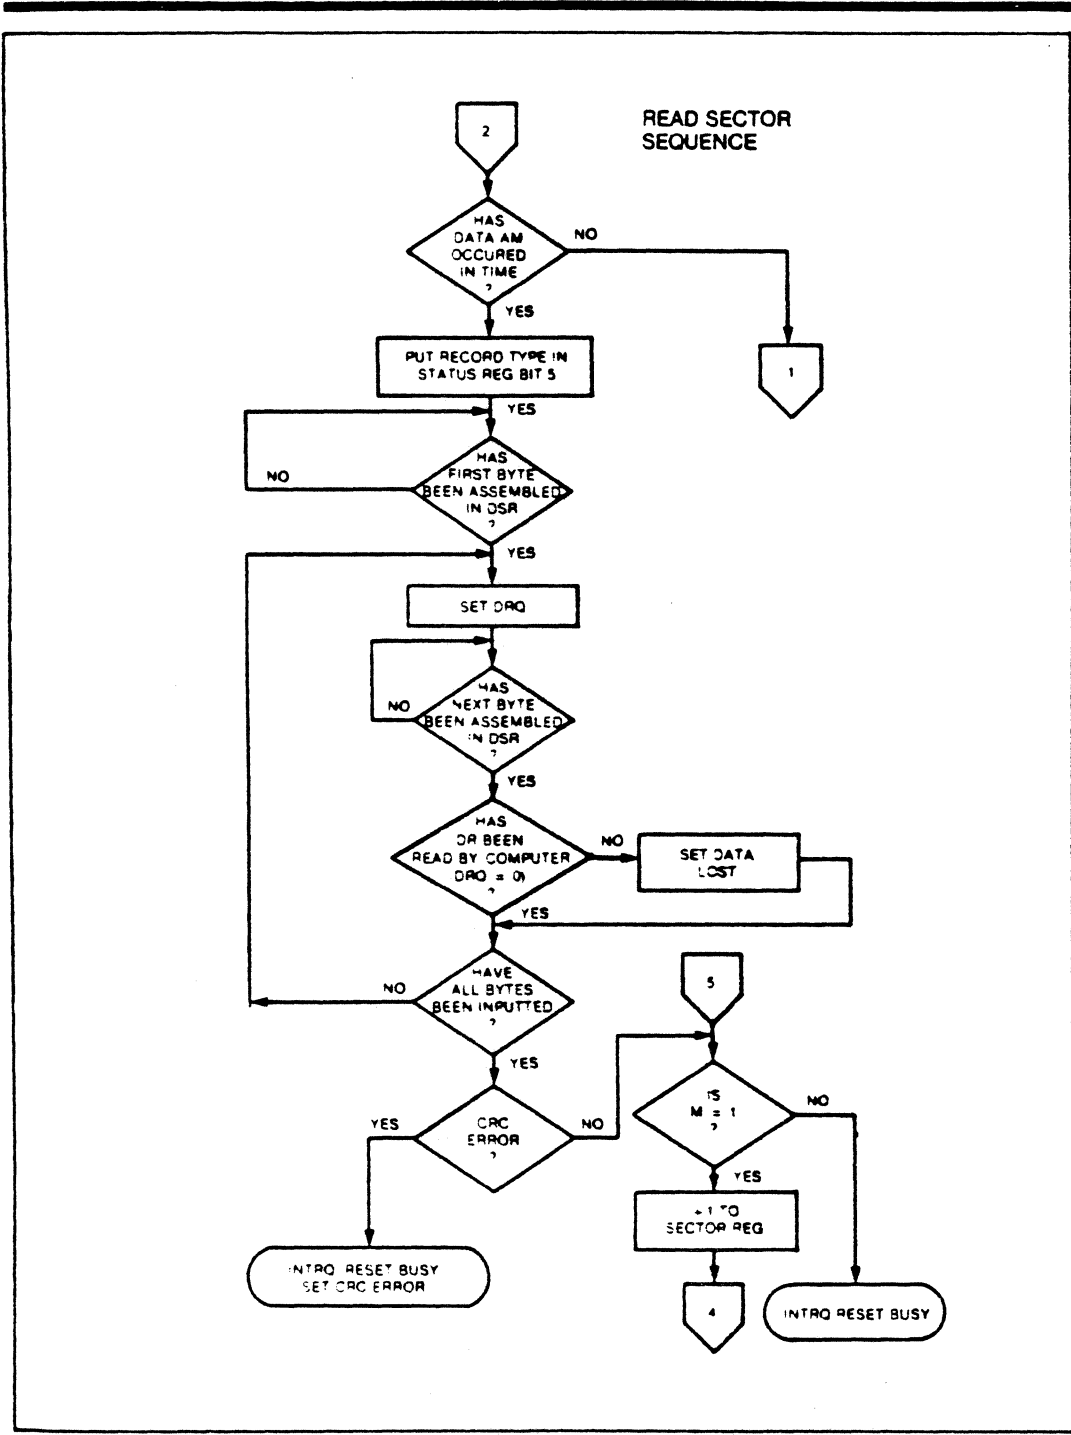 READ SECTOR
SEQUENCE
2
HAS
DATA AM
OCCURED
IN TIME
?
NO
YES
PUT RECORD TYPE IN
STATUS REG BIT 5
1
YES
HAS
FIRST BYTE
BEEN ASSEMBLED
IN DSR
?
NO
YES
SET DRQ
HAS
NEXT BYTE
BEEN ASSEMBLED
IN DSR
?
NO
YES
HAS
DR BEEN
READ BY COMPUTER
DRQ = 0)
?
NO
SET DATA
LOST
YES
HAVE
ALL BYTES
BEEN INPUTTED
?
NO
YES
5
CRC
ERROR
?
YES
NO
IS
M = 1
?
NO
YES
+ 1 TO
SECTOR REG
INTRQ RESET BUSY
SET CRC ERROR
4
INTRQ RESET BUSY